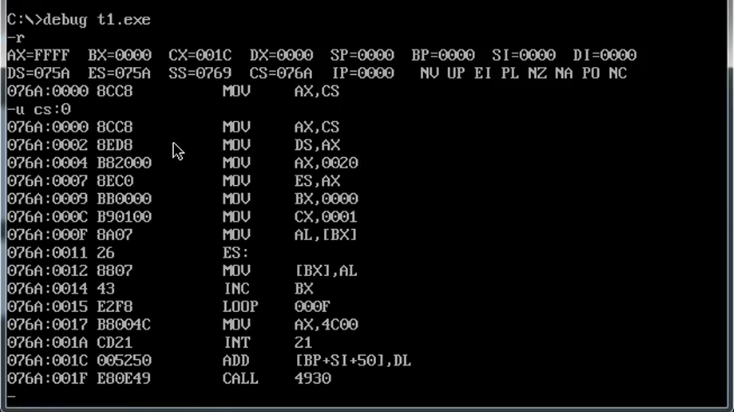 C:\>debug t1.exe
-r
AX=FFFF BX=0000 CX=001C DX=0000 SP=0000 BP=0000 SI=0000 DI=0000
DS=075A ES=075A SS=0769 CS=076A IP=0000 NV UP EI PL NZ NA PO NC
076A:0000 8CC8 MOV AX,CS
-u cs:0
076A:0000 8CC8 MOV AX,CS
076A:0002 8ED8 MOV DS,AX
076A:0004 B82000 MOV AX,0020
076A:0007 8EC0 MOV ES,AX
076A:0009 BB0000 MOV BX,0000
076A:000C B90100 MOV CX,0001
076A:000F 8A07 MOV AL,[BX]
076A:0011 26 ES:
076A:0012 8807 MOV [BX],AL
076A:0014 43 INC BX
076A:0015 E2F8 LOOP 000F
076A:0017 B8004C MOV AX,4C00
076A:001A CD21 INT 21
076A:001C 005250 ADD [BP+SI+50],DL
076A:001F E80E49 CALL 4930
-